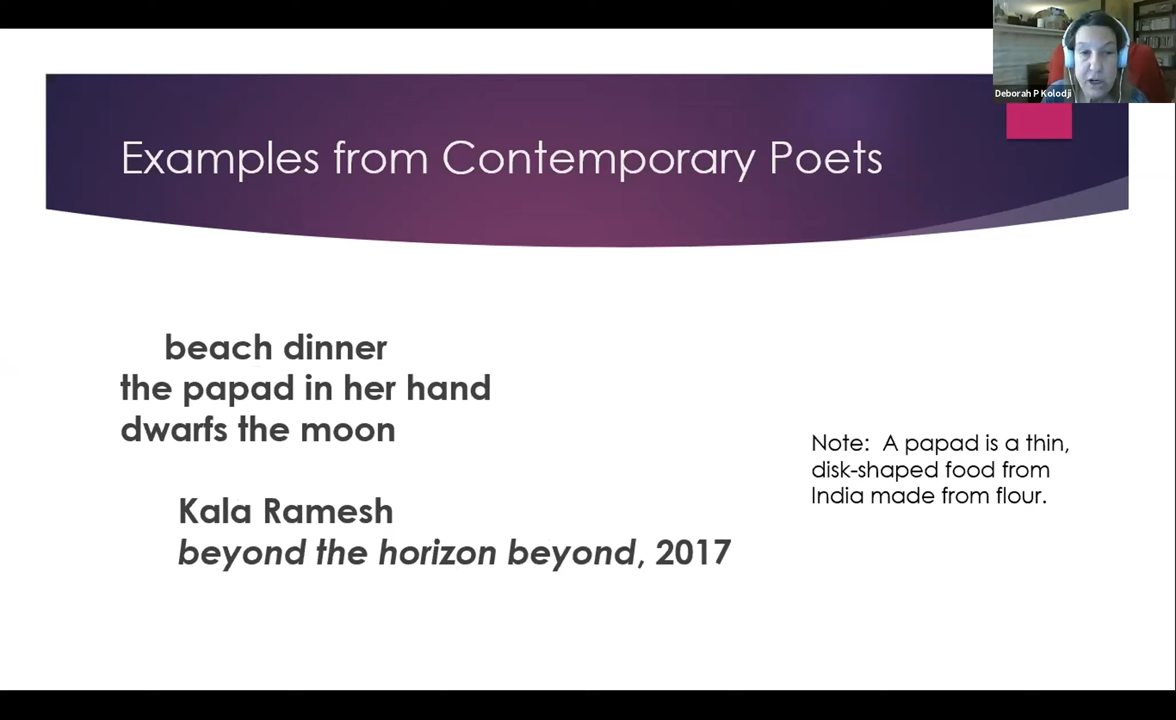 Deborah P Kolodji
Examples from Contemporary Poets
beach dinner
the papad in her hand
dwarfs the moon
Kala Ramesh
beyond the horizon beyond, 2017
Note: A papad is a thin,
disk-shaped food from
India made from flour.